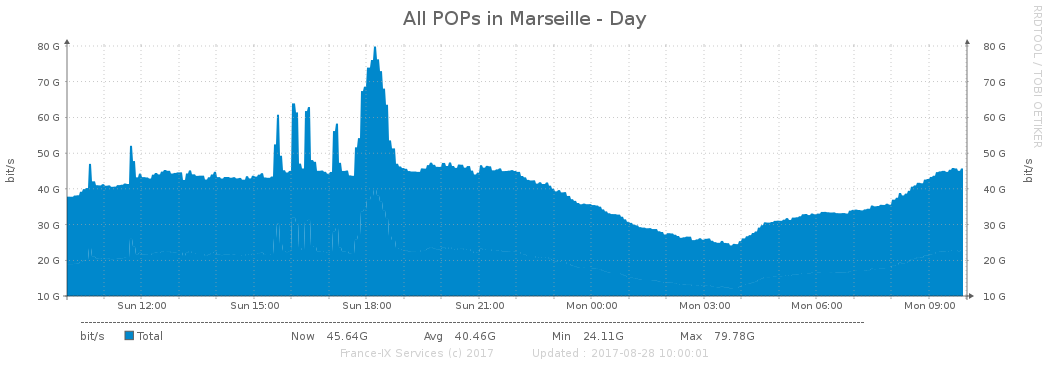 All POPs in Marseille - Day
RRDTOOL / TOBI OETIKER
bit/s
80 G
70 G
60 G
50 G
40 G
30 G
20 G
10 G
80 G
70 G
60 G
50 G
40 G
30 G
20 G
10 G
bit/s
Sun 12:00 Sun 15:00 Sun 18:00 Sun 21:00 Mon 00:00 Mon 03:00 Mon 06:00 Mon 09:00
bit/s Total Now 45.64G Avg 40.46G Min 24.11G Max 79.78G
France-IX Services (c) 2017 Updated : 2017-08-28 10:00:01